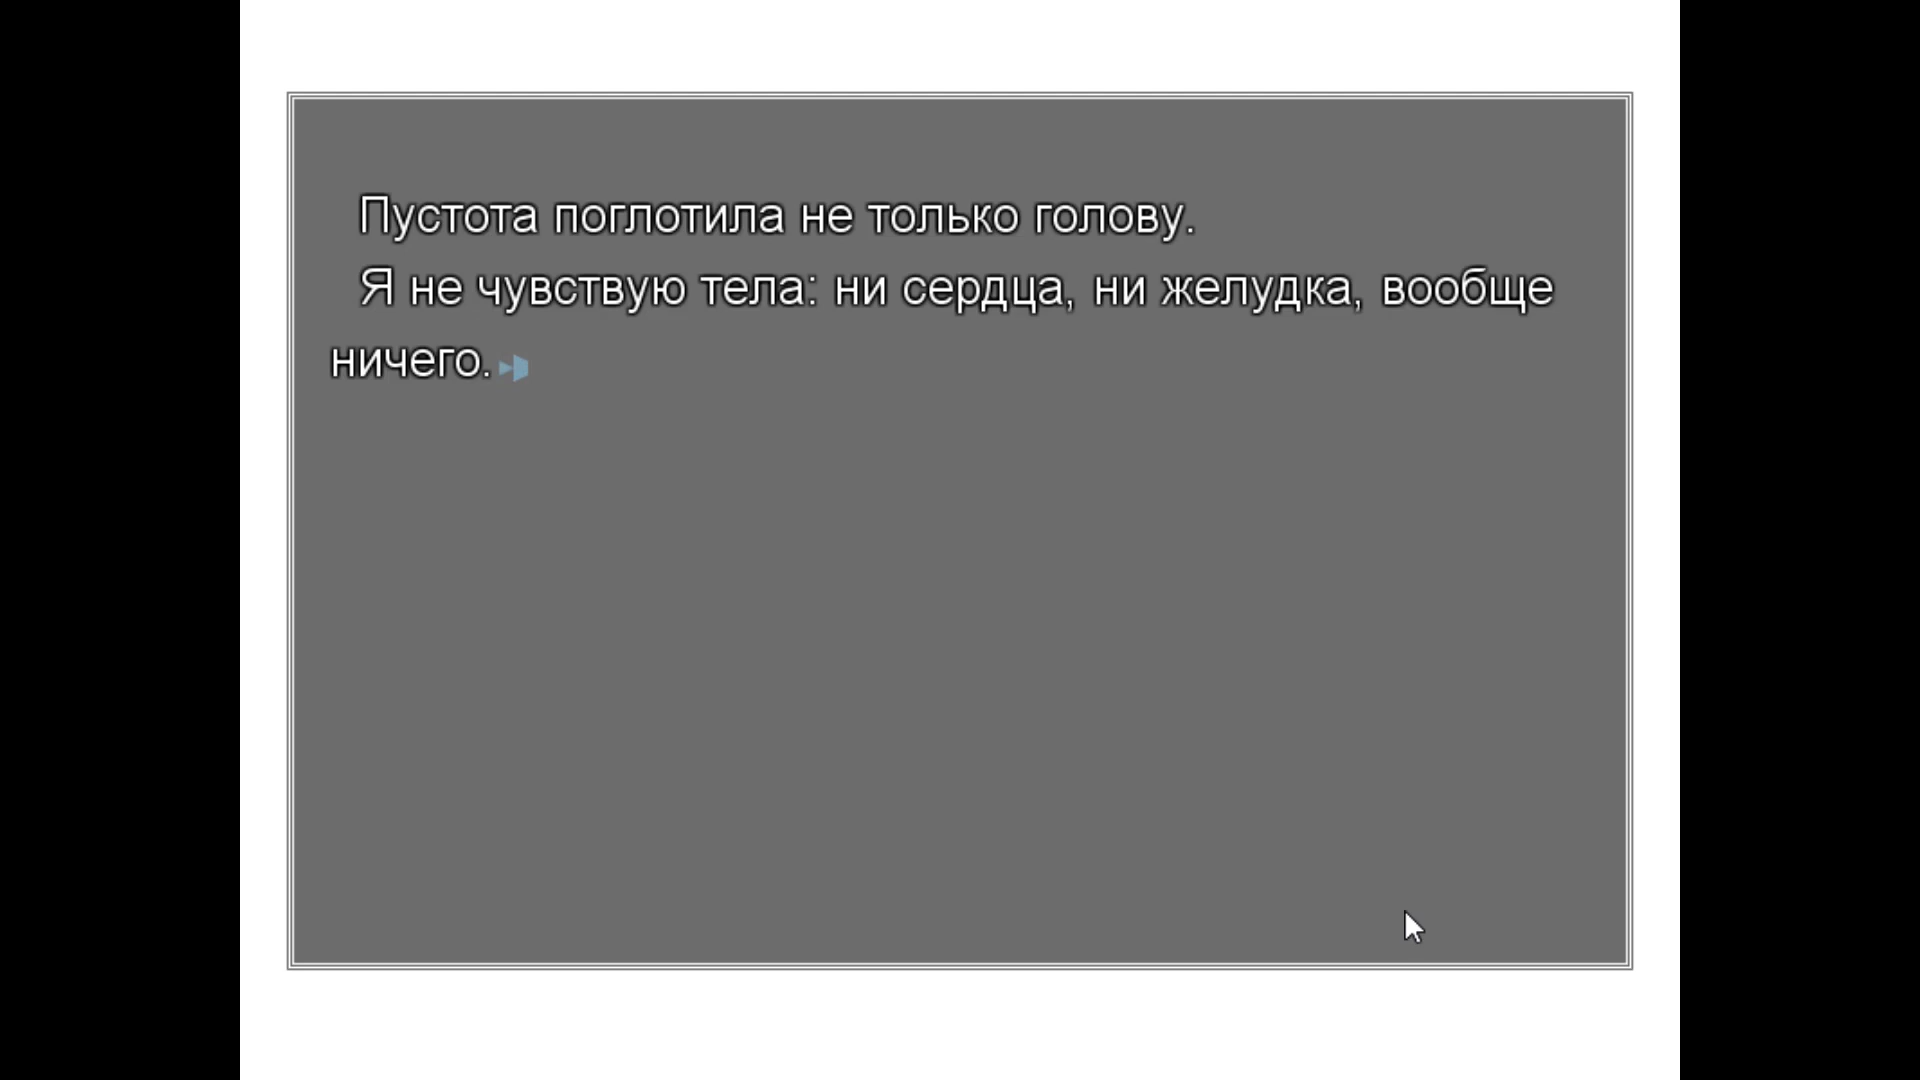 Пустота поглотила не только голову.
Я не чувствую тела: ни сердца, ни желудка, вообще
ничего.